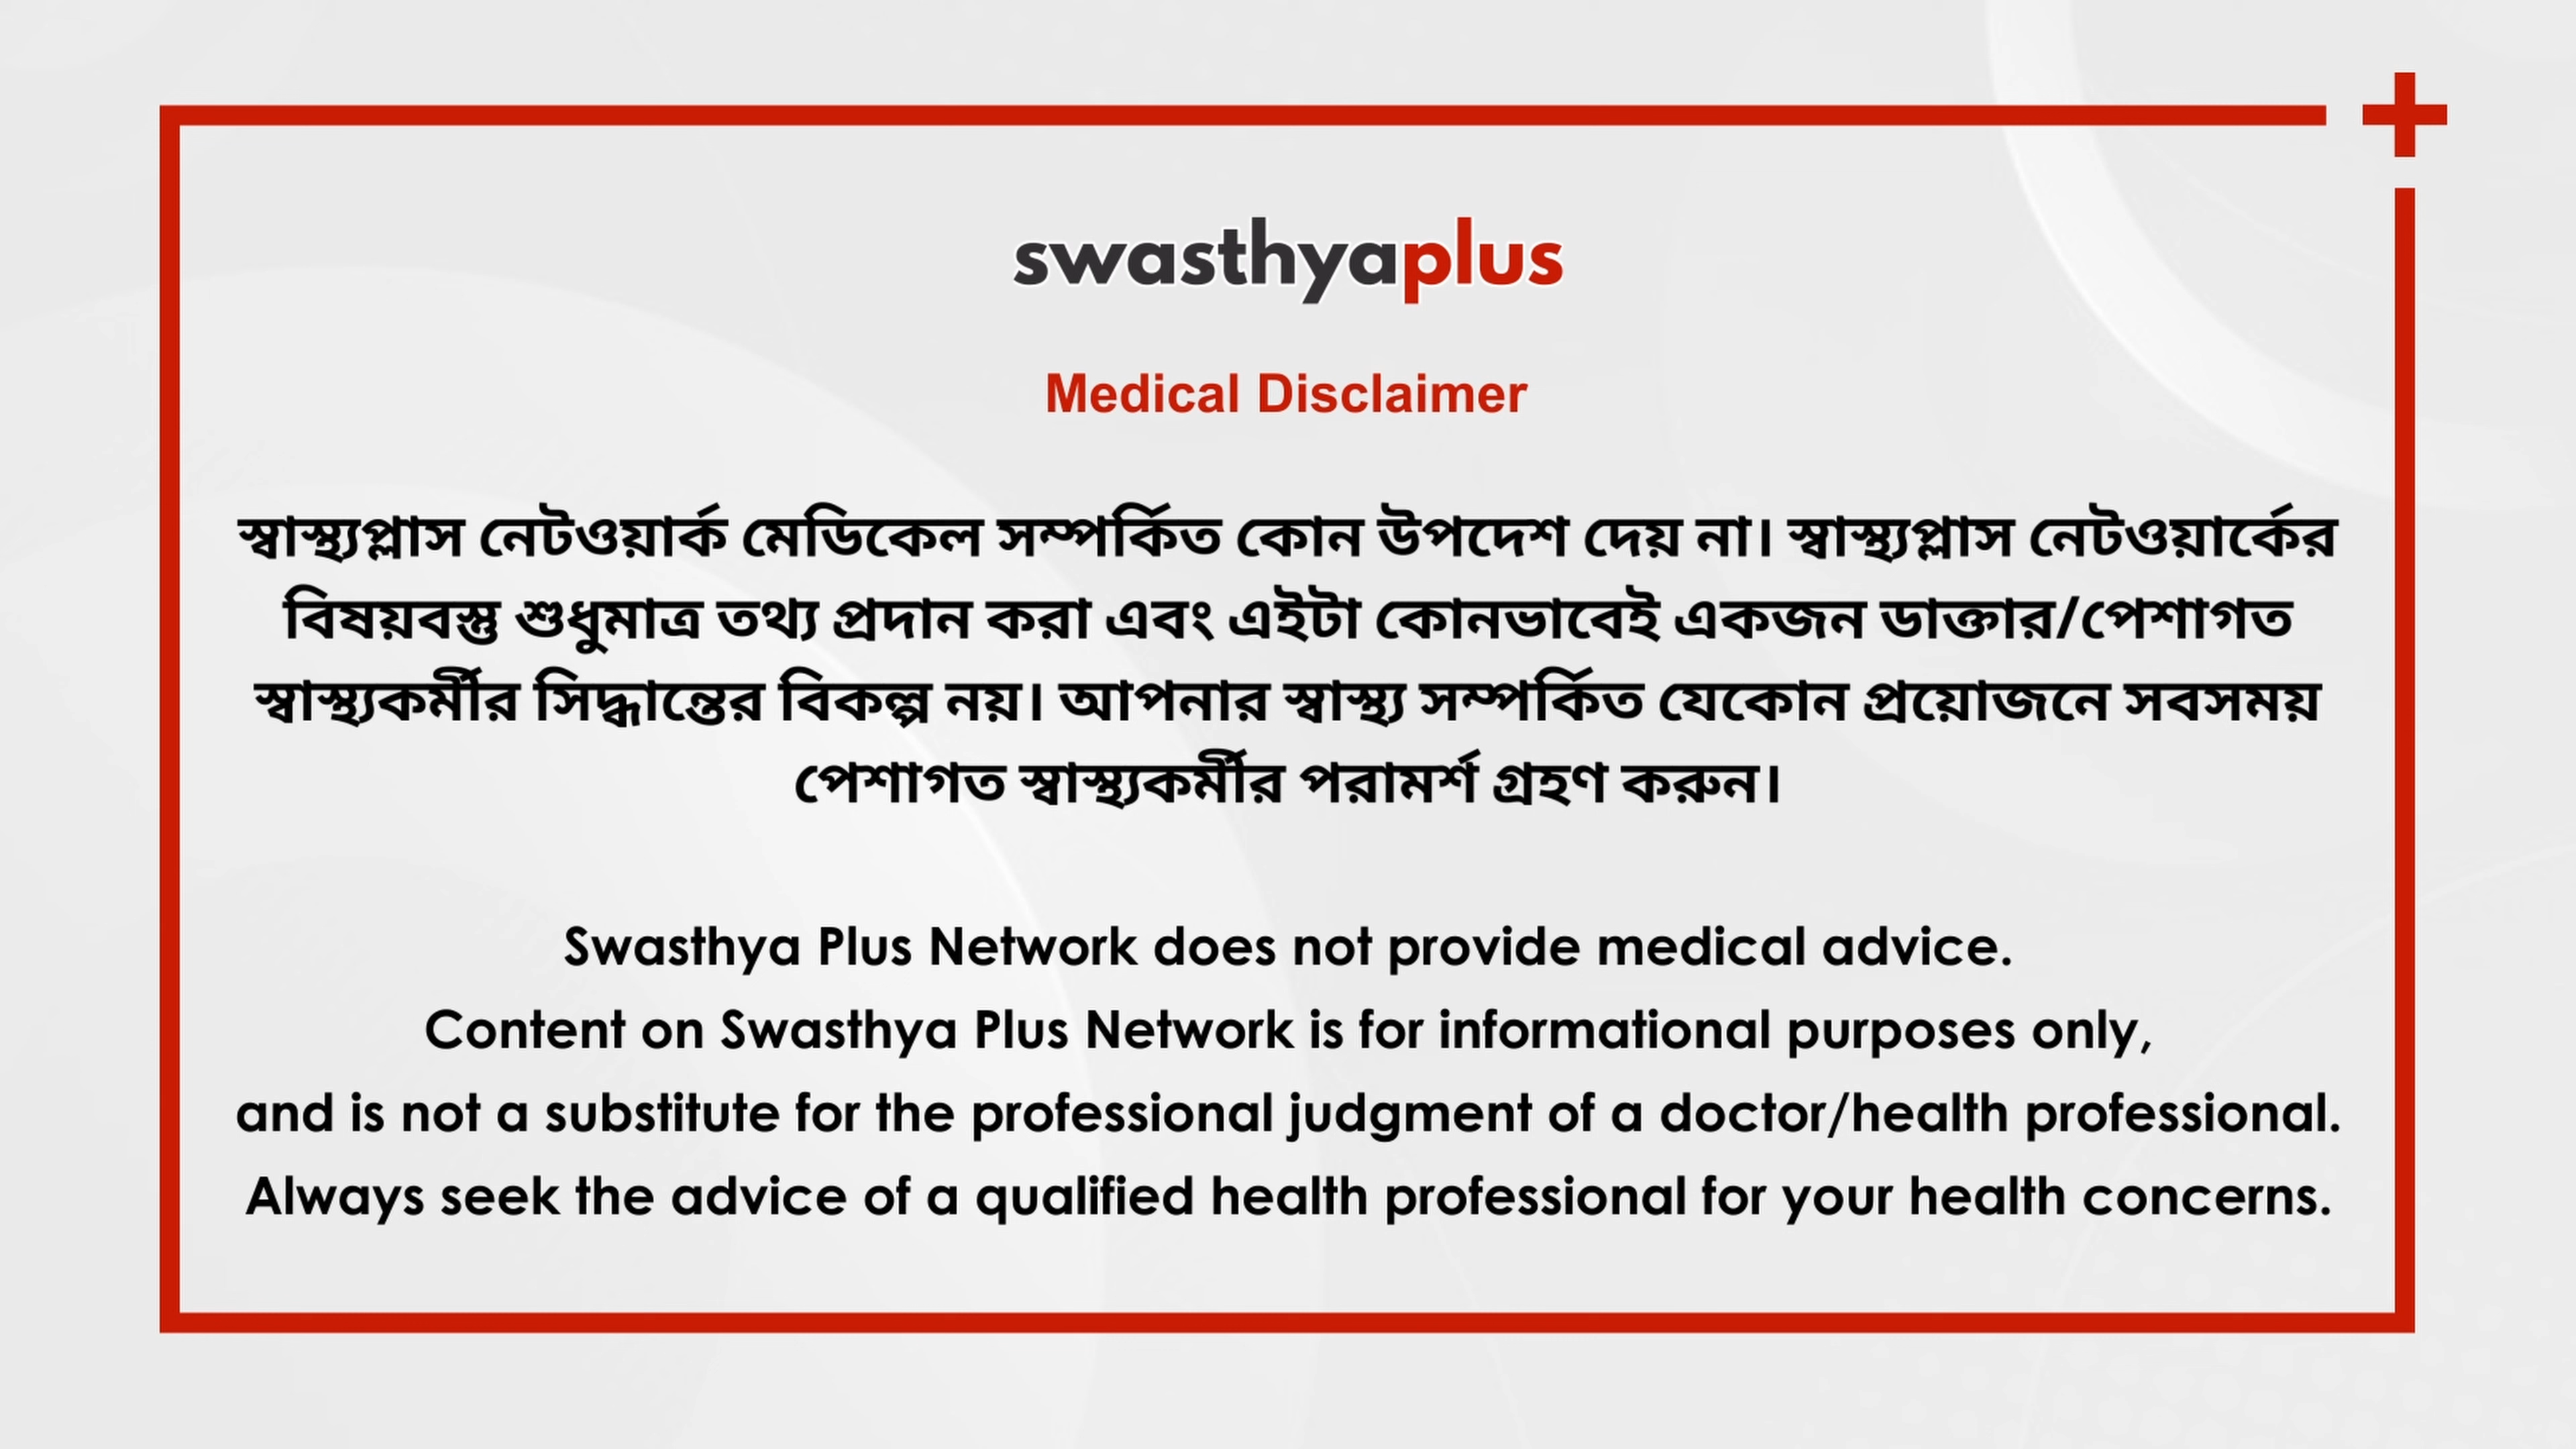 swasthyaplus
Medical Disclaimer
স্বাস্থ্যপ্লাস নেটওয়ার্ক মেডিকেল সম্পর্কিত কোন উপদেশ দেয় না। স্বাস্থ্যপ্লাস নেটওয়ার্কের
বিষয়বস্তু শুধুমাত্র তথ্য প্রদান করা এবং এইটা কোনভাবেই একজন ডাক্তার/পেশাগত
স্বাস্থ্যকর্মীর সিদ্ধান্তের বিকল্প নয়। আপনার স্বাস্থ্য সম্পর্কিত যেকোন প্রয়োজনে সবসময়
পেশাগত স্বাস্থ্যকর্মীর পরামর্শ গ্রহণ করুন।
Swasthya Plus Network does not provide medical advice.
Content on Swasthya Plus Network is for informational purposes only,
and is not a substitute for the professional judgment of a doctor/health professional.
Always seek the advice of a qualified health professional for your health concerns.